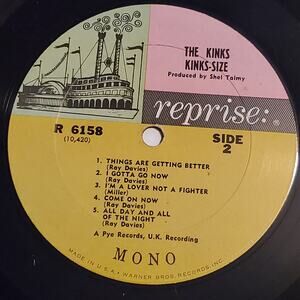 THE KINKS
KINKS-SIZE
Produced by Shel Talmy
reprise:®
R 6158
(10,420)
SIDE
2
1. THINGS ARE GETTING BETTER
(Ray Davies)
2. I GOTTA GO NOW
(Ray Davies)
3. I'M A LOVER NOT A FIGHTER
(Miller)
4. COME ON NOW
(Ray Davies)
5. ALL DAY AND ALL
OF THE NIGHT
(Ray Davies)
A Pye Records, U.K. Recording
MONO
MADE IN U.S.A. • WARNER BROS. RECORDS, INC.